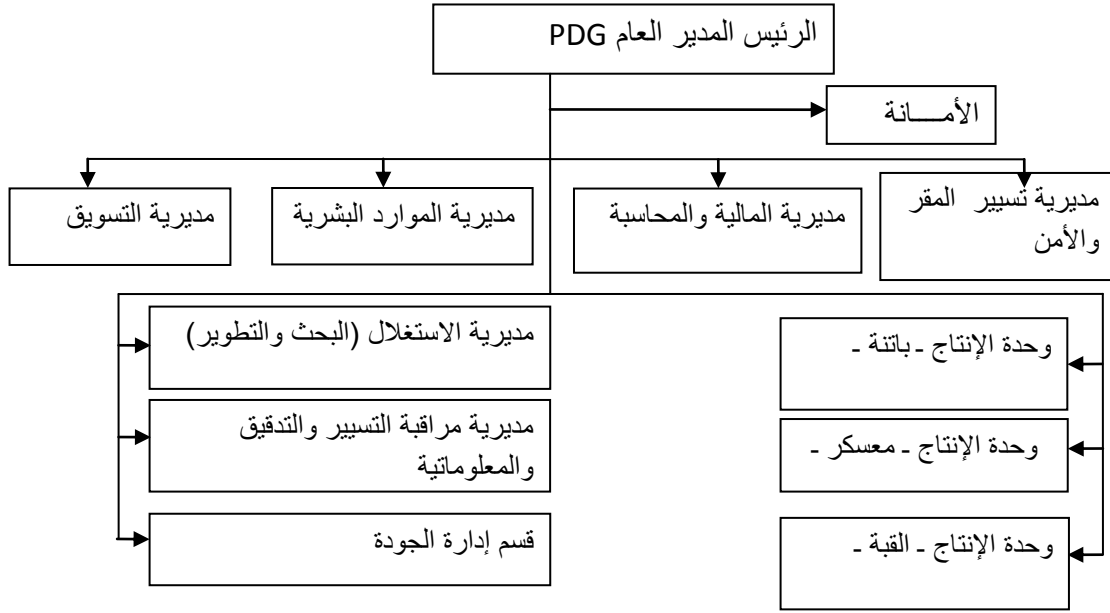 الرئيس المدير العام PDG
الأمـــــانة
مديرية تسيير المقر
والأمن
مديرية المالية والمحاسبة
مديرية الموارد البشرية
مديرية التسويق
وحدة الإنتاج ـ باتنة ـ
وحدة الإنتاج ـ معسكر ـ
وحدة الإنتاج ـ القبة ـ
مديرية الاستغلال (البحث والتطوير)
مديرية مراقبة التسيير والتدقيق
والمعلوماتية
قسم إدارة الجودة